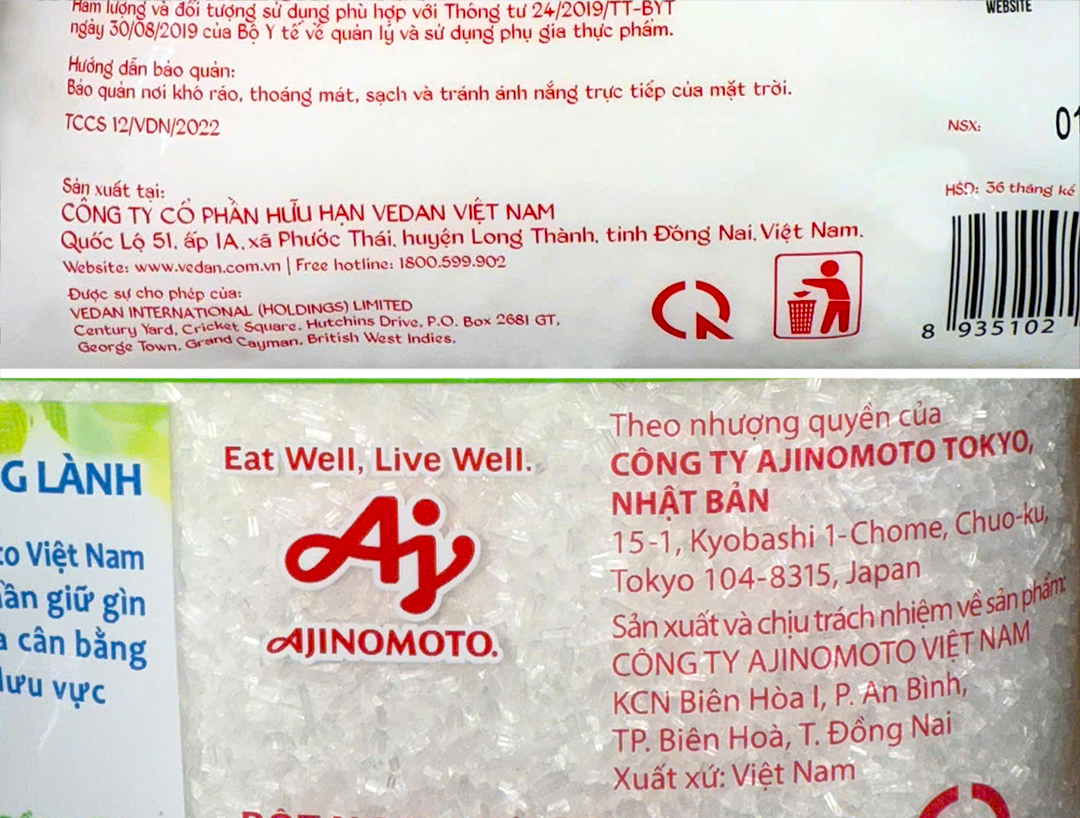 Hàm lượng và đối tượng sử dụng phù hợp với Thông tư 24/2019/TT-BYT
ngày 30/08/2019 của Bộ Y tế về quản lý và sử dụng phụ gia thực phẩm.
Hướng dẫn bảo quản:
Bảo quản nơi khô ráo, thoáng mát, sạch và tránh ánh nắng trực tiếp của mặt trời.
TCCS 12/VDN/2022
Sản xuất tại:
CÔNG TY CỔ PHẦN HỮU HẠN VEDAN VIỆT NAM
Quốc Lộ 51, ấp 1A, xã Phước Thái, huyện Long Thành, tỉnh Đồng Nai, Việt Nam.
Website: www.vedan.com.vn | Free hotline: 1800.599.902
Được sự cho phép của:
VEDAN INTERNATIONAL (HOLDINGS) LIMITED
Century Yard, Cricket Square, Hutchins Drive, P.O. Box 2681 GT,
George Town, Grand Cayman, British West Indies.
WEBSITE
NSX: 01
HSD: 36 tháng kể
8 935102
G LÀNH
to Việt Nam
ần giữ gìn
cân bằng
lưu vực
Eat Well, Live Well.
Aj
AJINOMOTO.
Theo nhượng quyền của
CÔNG TY AJINOMOTO TOKYO,
NHẬT BẢN
15-1, Kyobashi 1-Chome, Chuo-ku,
Tokyo 104-8315, Japan
Sản xuất và chịu trách nhiệm về sản phẩm:
CÔNG TY AJINOMOTO VIỆT NAM
KCN Biên Hòa I, P. An Bình,
TP. Biên Hoà, T. Đồng Nai
Xuất xứ: Việt Nam